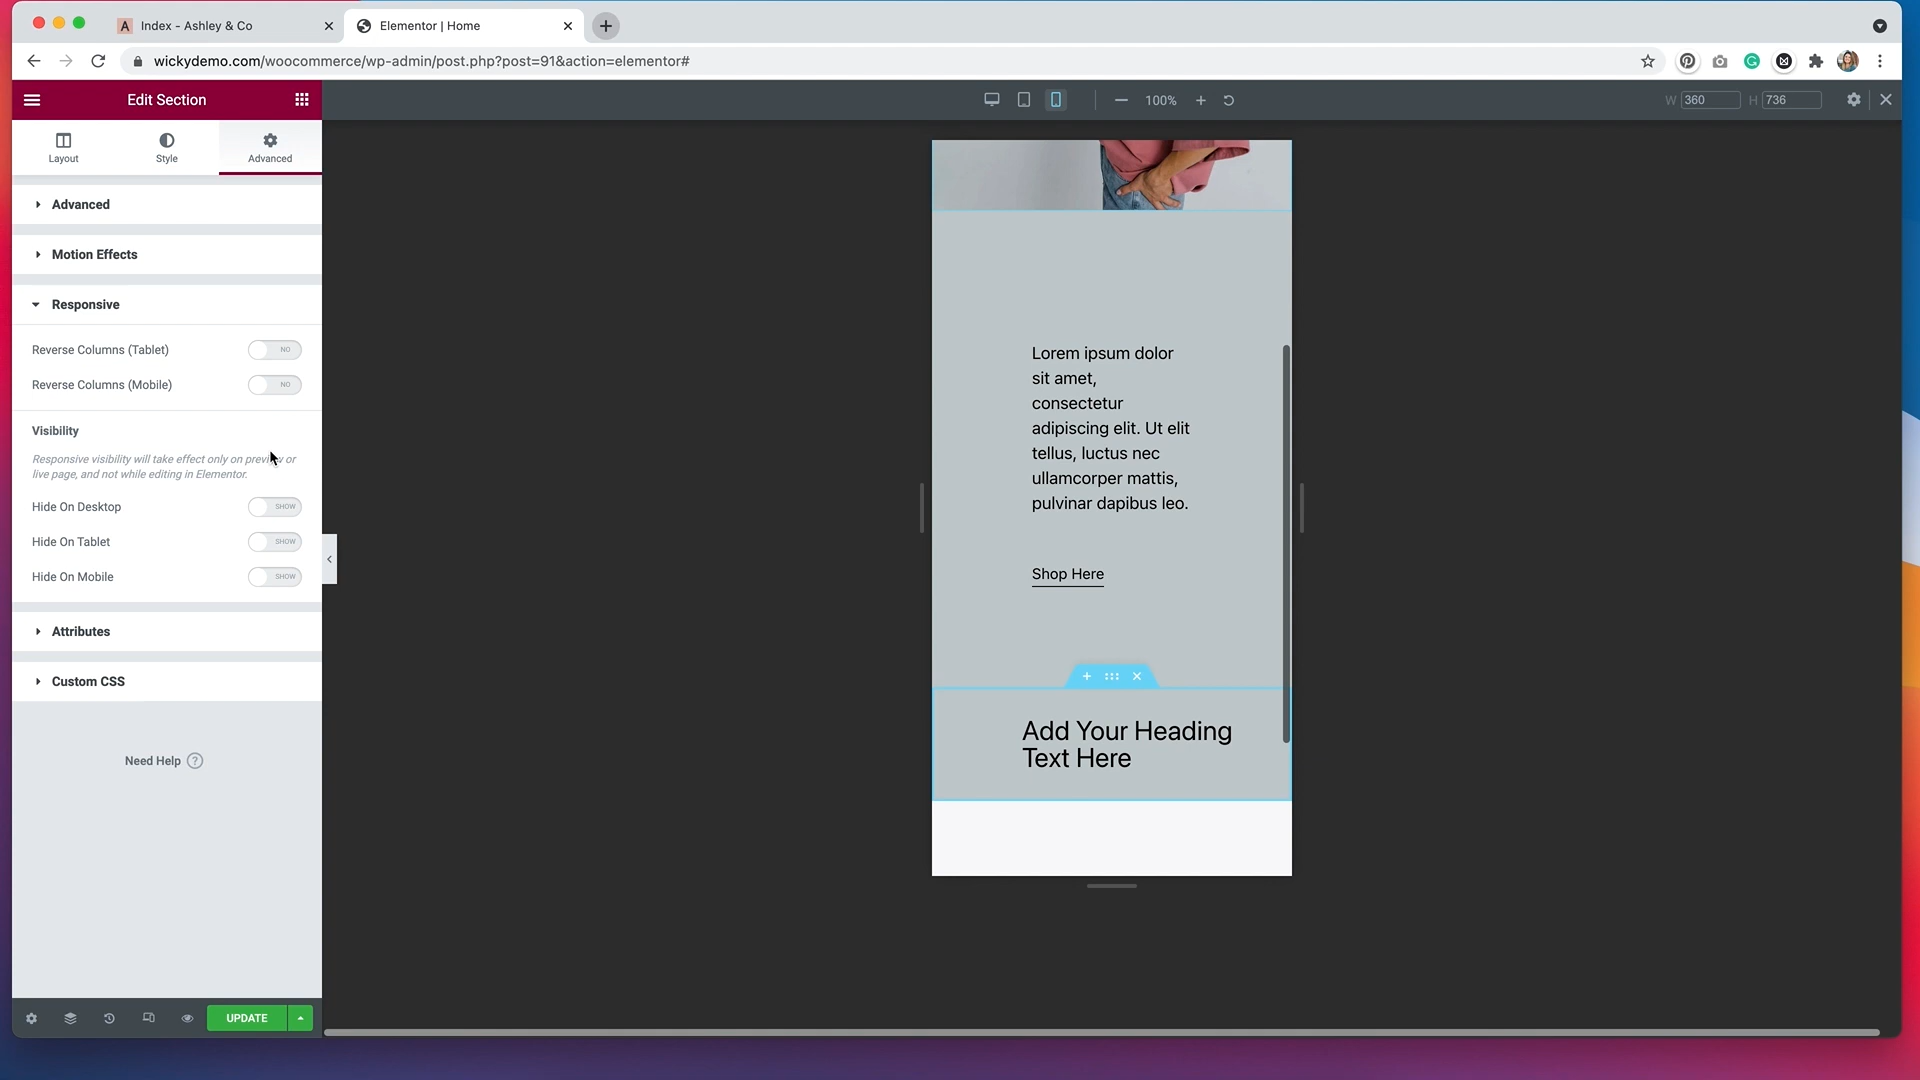 A Index - Ashley & Co
Elementor | Home
wickydemo.com/woocommerce/wp-admin/post.php?post=91&action=elementor#
Edit Section
100%
W 360 H 736
Layout
Style
Advanced
Advanced
Motion Effects
Responsive
Reverse Columns (Tablet) NO
Reverse Columns (Mobile) NO
Visibility
Responsive visibility will take effect only on preview or
live page, and not while editing in Elementor.
Hide On Desktop SHOW
Hide On Tablet SHOW
Hide On Mobile SHOW
Attributes
Custom CSS
Need Help ?
UPDATE
Lorem ipsum dolor
sit amet,
consectetur
adipiscing elit. Ut elit
tellus, luctus nec
ullamcorper mattis,
pulvinar dapibus leo.
Shop Here
Add Your Heading
Text Here